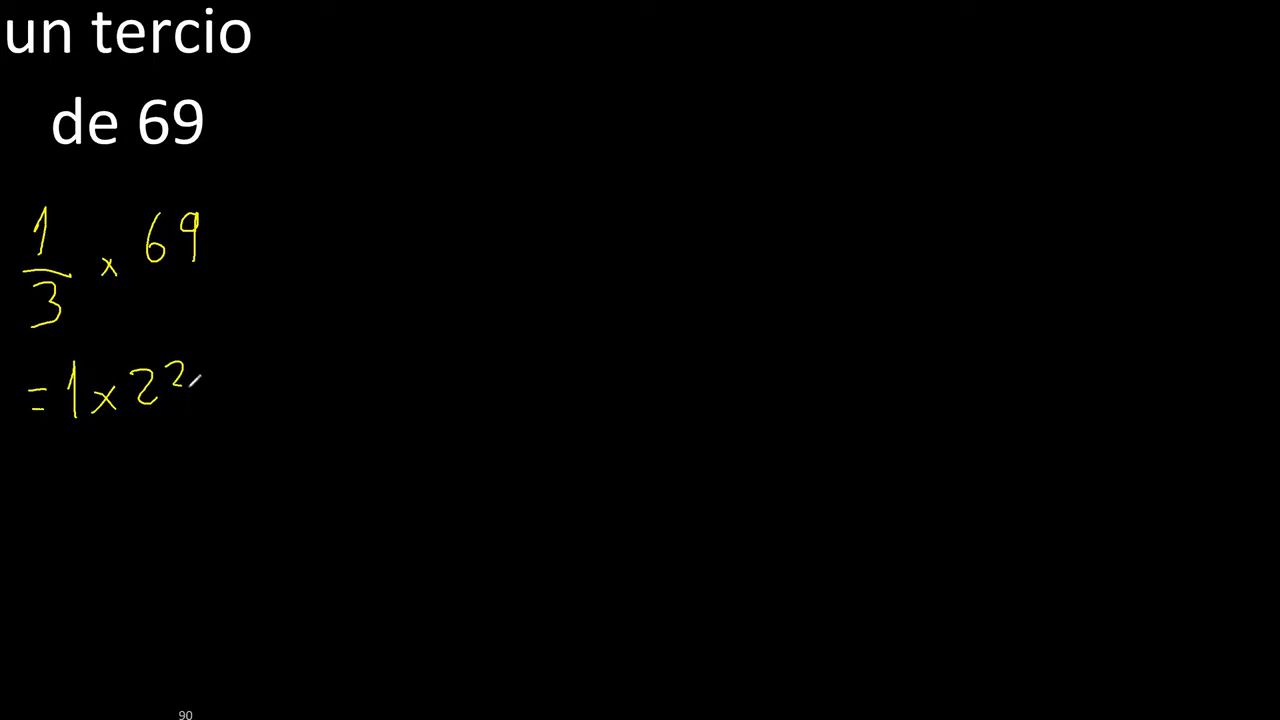 un tercio
de 69
1/3 x 69
= 1 x 22
90